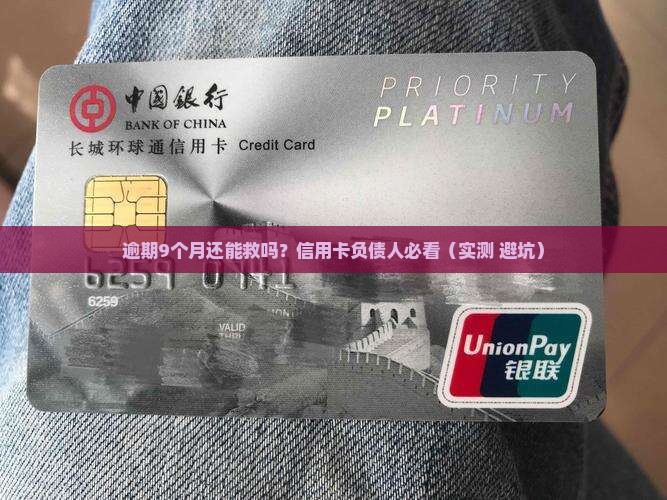 中国银行
BANK OF CHINA
长城环球通信用卡 Credit Card
PRIORITY
PLATINUM
逾期9个月还能救吗？信用卡负债人必看（实测 避坑）
6259
6259
VALID
THRU
UnionPay
银联